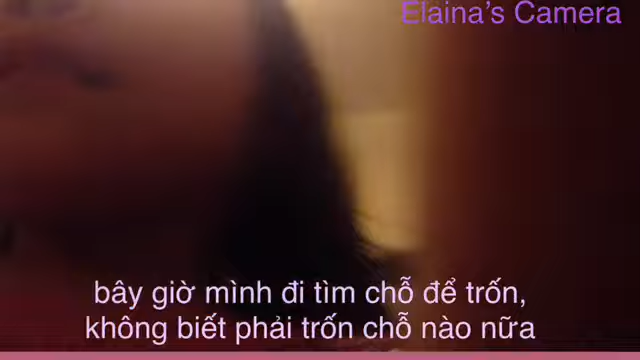 Elaina's Camera
bây giờ mình đi tìm chỗ để trốn,
không biết phải trốn chỗ nào nữa